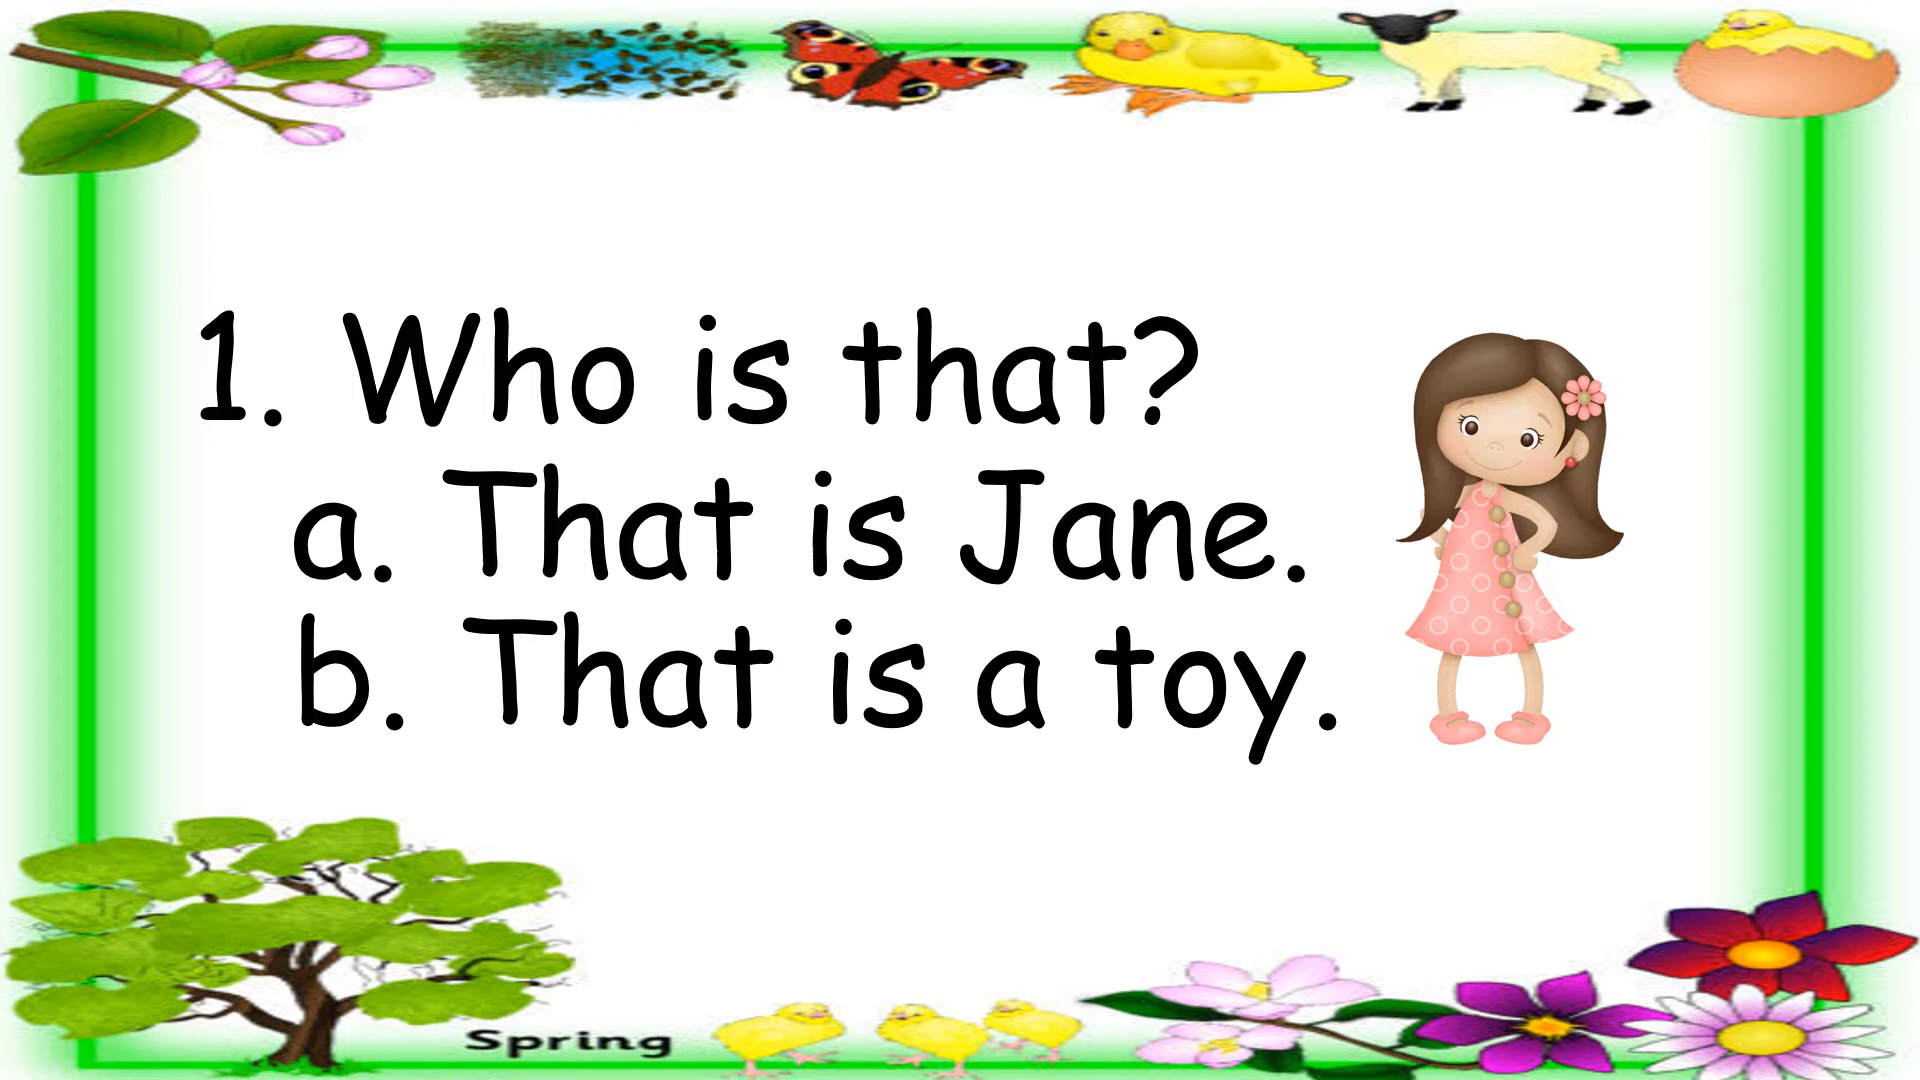 1. Who is that?
a. That is Jane.
b. That is a toy.
Spring